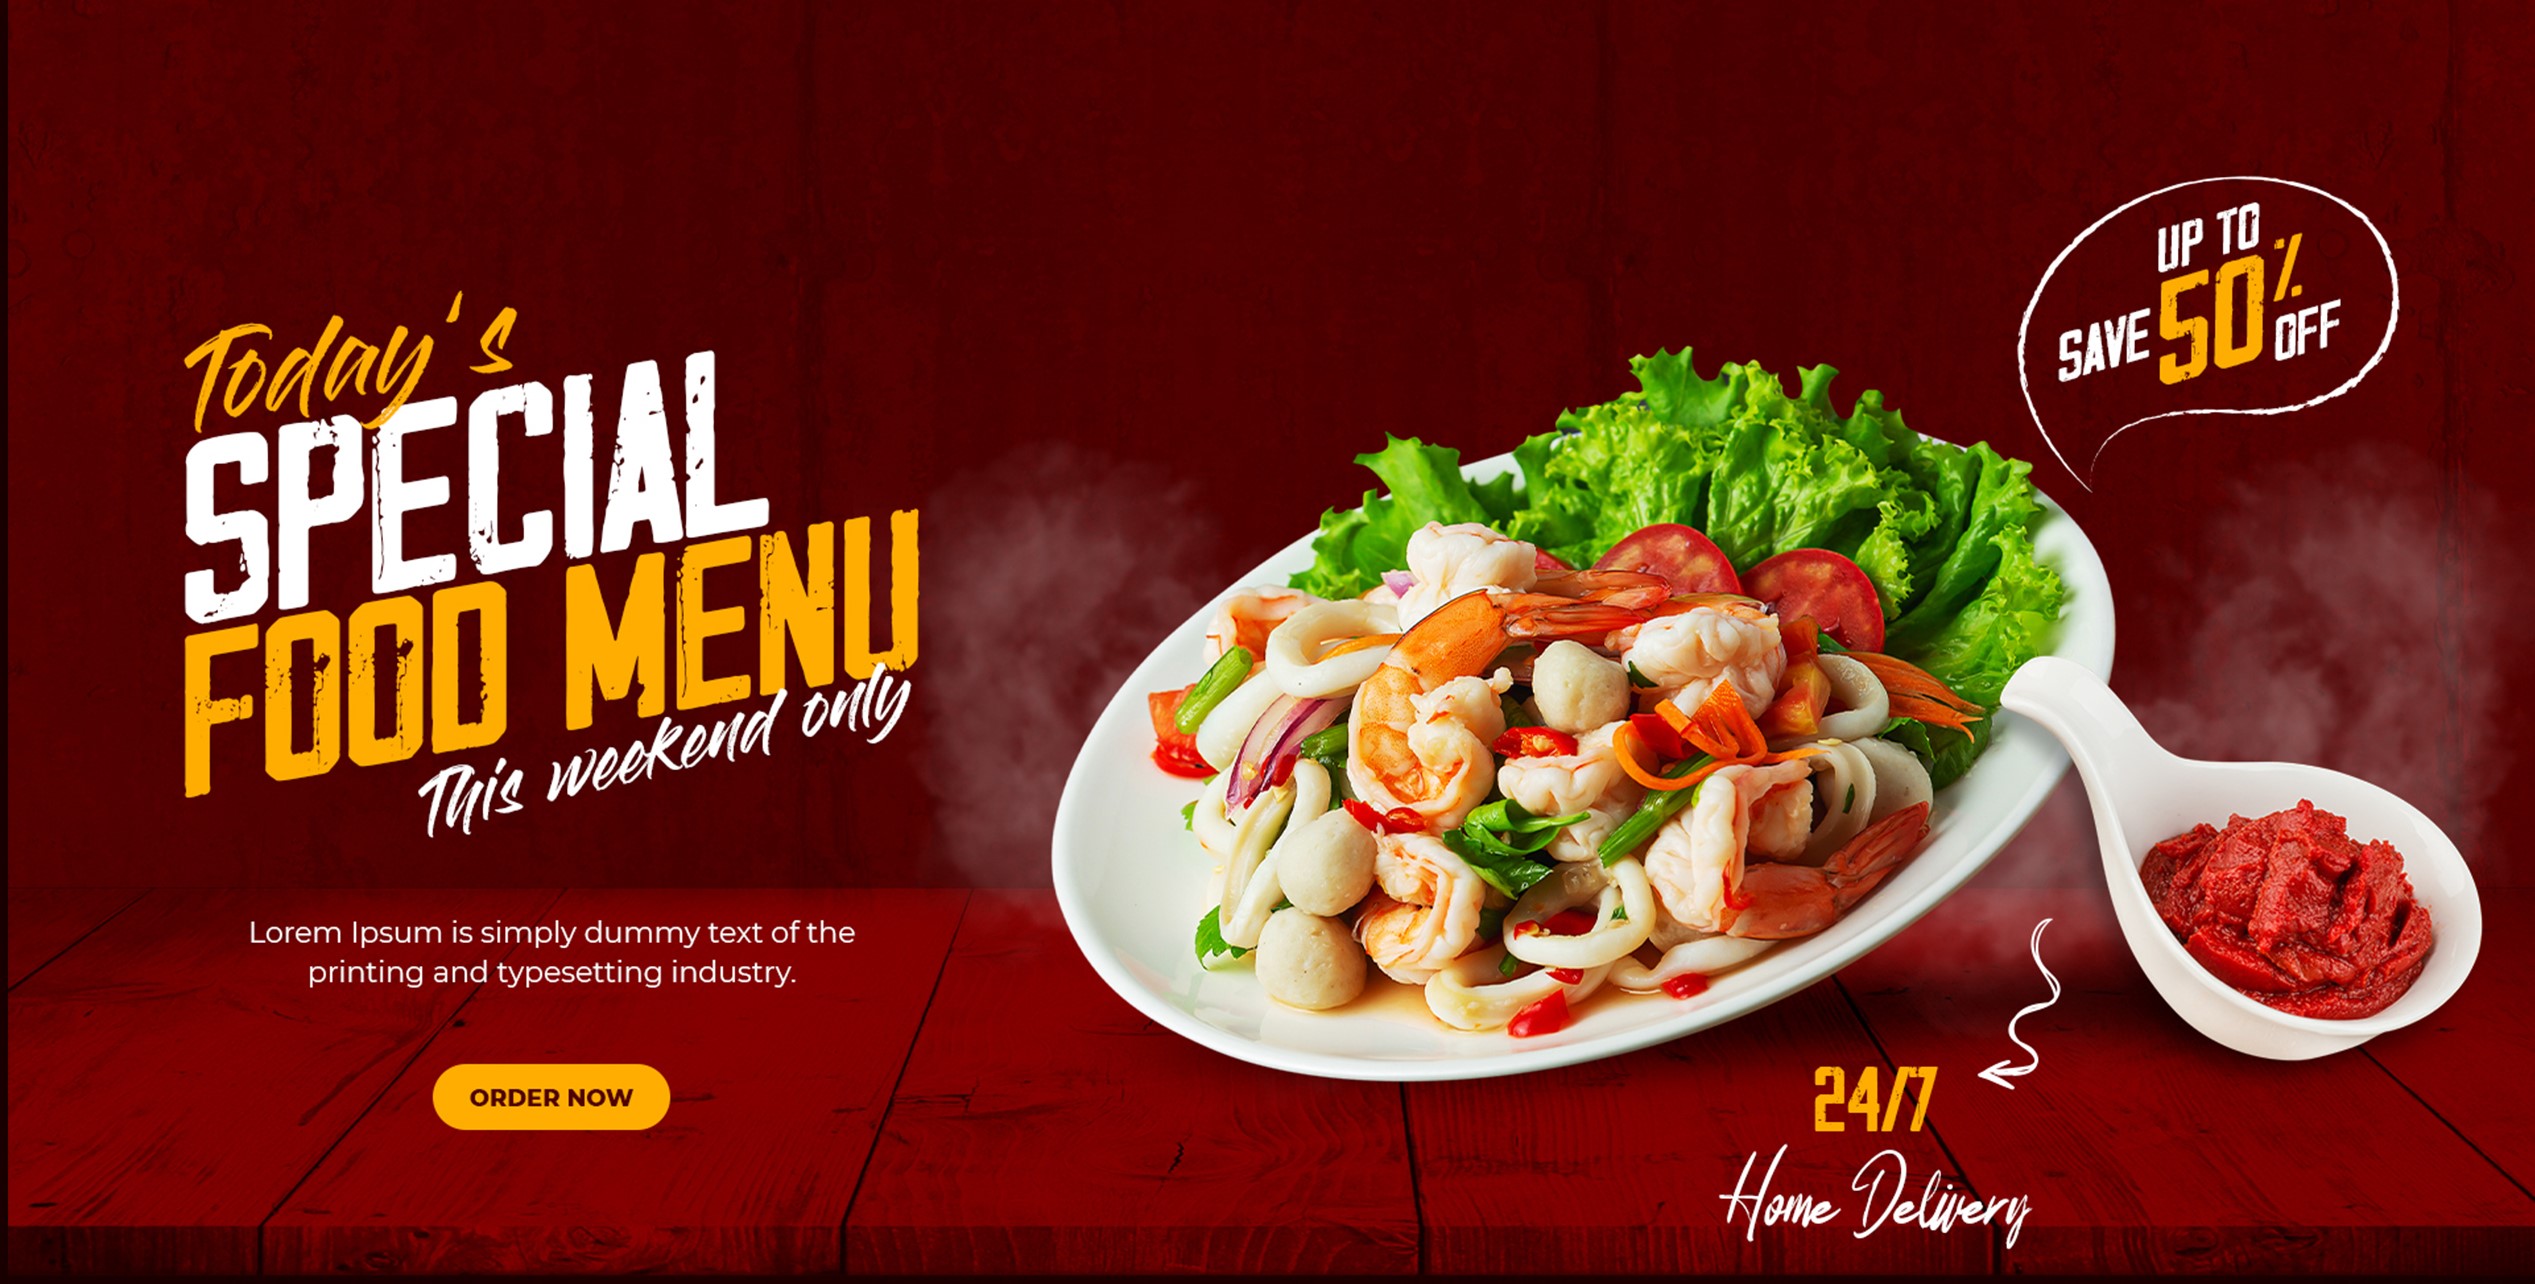 Today's
SPECIAL
FOOD MENU
This weekend only
Lorem Ipsum is simply dummy text of the
printing and typesetting industry.
ORDER NOW
UP TO
SAVE 50% OFF
24/7
Home Delivery